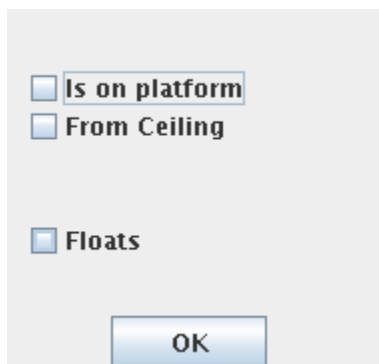 Is on platform
From Ceiling
Floats
OK